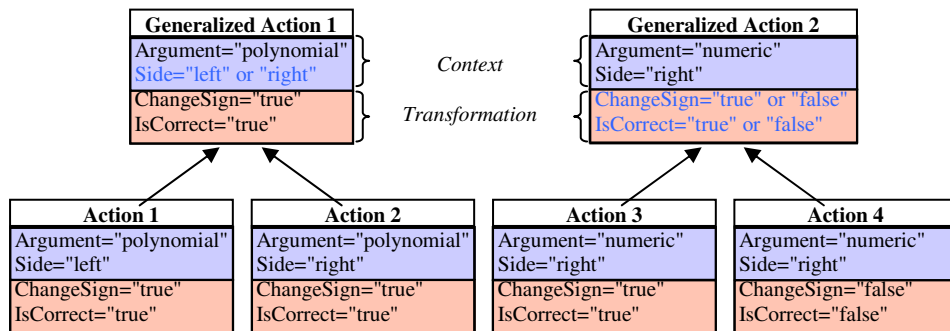 Generalized Action 1
Argument="polynomial"
Side="left" or "right"
ChangeSign="true"
IsCorrect="true"
Context
Transformation
Generalized Action 2
Argument="numeric"
Side="right"
ChangeSign="true" or "false"
IsCorrect="true" or "false"
Action 1
Argument="polynomial"
Side="left"
ChangeSign="true"
IsCorrect="true"
Action 2
Argument="polynomial"
Side="right"
ChangeSign="true"
IsCorrect="true"
Action 3
Argument="numeric"
Side="right"
ChangeSign="true"
IsCorrect="true"
Action 4
Argument="numeric"
Side="right"
ChangeSign="false"
IsCorrect="false"